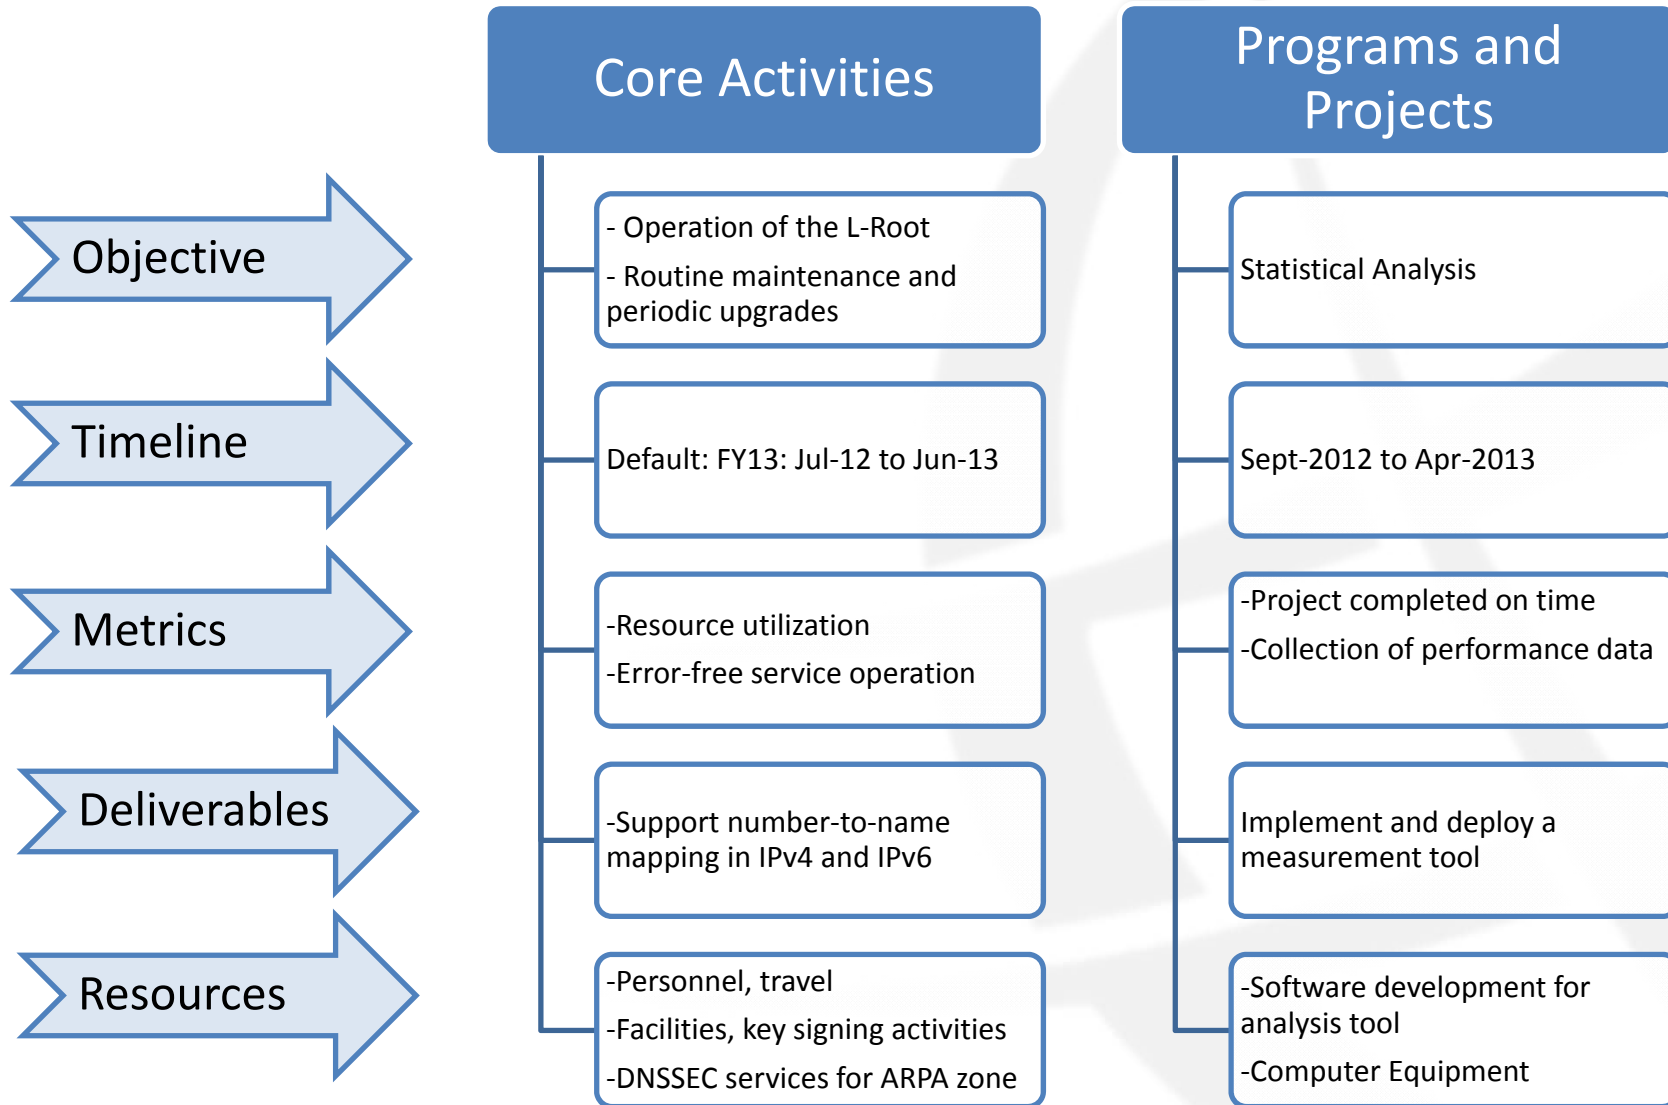 Core Activities
Programs and
Projects
Objective
- Operation of the L-Root
- Routine maintenance and
periodic upgrades
Statistical Analysis
Timeline
Default: FY13: Jul-12 to Jun-13
Sept-2012 to Apr-2013
Metrics
-Resource utilization
-Error-free service operation
-Project completed on time
-Collection of performance data
Deliverables
-Support number-to-name
mapping in IPv4 and IPv6
Implement and deploy a
measurement tool
Resources
-Personnel, travel
-Facilities, key signing activities
-DNSSEC services for ARPA zone
-Software development for
analysis tool
-Computer Equipment